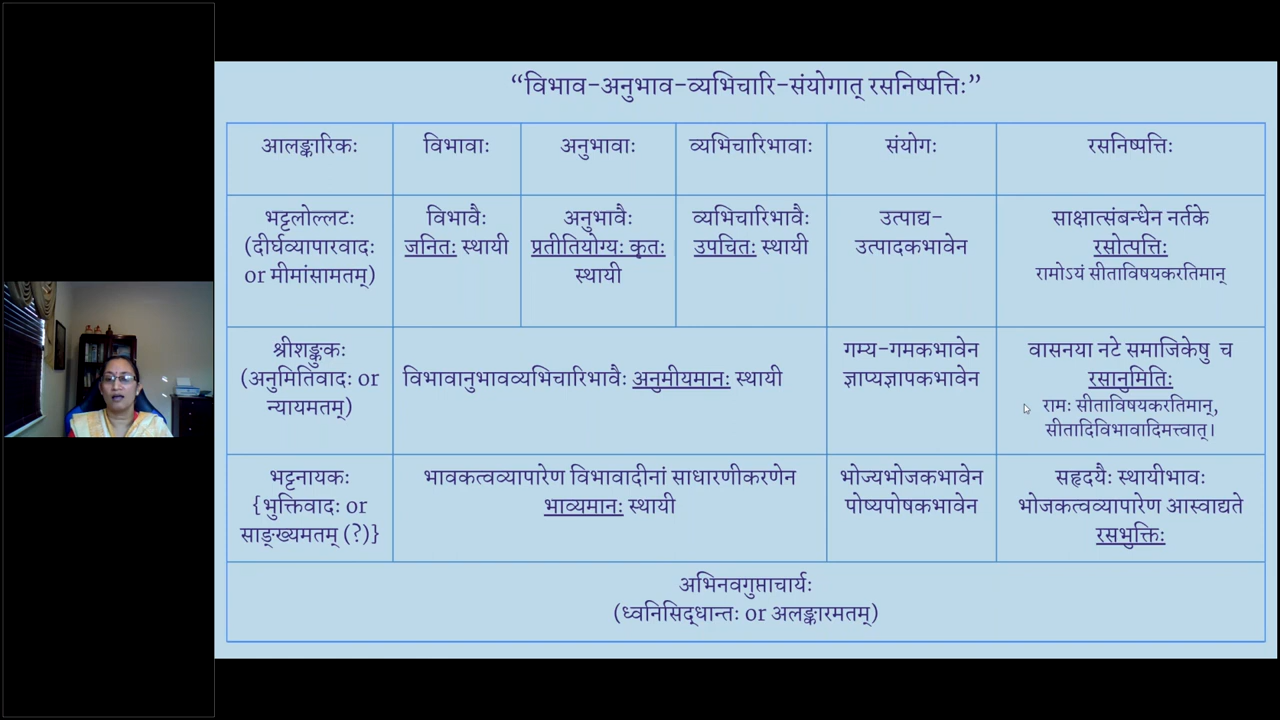 “विभाव-अनुभाव-व्यभिचारि-संयोगात् रसनिष्पत्तिः”
आलङ्कारिकः
विभावाः
अनुभावाः
व्यभिचारिभावाः
संयोगः
रसनिष्पत्तिः
भट्टलोल्लटः
(दीर्घव्यापारवादः
or मीमांसामतम्)
विभावैः
जनितः स्थायी
अनुभावैः
प्रतीतियोग्यः कृतः
स्थायी
व्यभिचारिभावैः
उपचितः स्थायी
उत्पाद्य-
उत्पादकभावेन
साक्षात्संबन्धेन नर्तके
रसोत्पत्तिः
रामोऽयं सीताविषयकरतिमान्
श्रीशङ्कुकः
(अनुमितिवादः or
न्यायमतम्)
विभावानुभावव्यभिचारिभावैः अनुमीयमानः स्थायी
गम्य-गमकभावेन
ज्ञाप्यज्ञापकभावेन
वासनया नटे समाजिकेषु च
रसानुमितिः
रामः सीताविषयकरतिमान्,
सीतादिविभावादिमत्त्वात्।
भट्टनायकः
{भुक्तिवादः or
साङ्ख्यमतम् (?)}
भावकत्वव्यापारेण विभावादीनां साधारणीकरणेन
भाव्यमानः स्थायी
भोज्यभोजकभावेन
पोष्यपोषकभावेन
सहृदयैः स्थायीभावः
भोजकत्वव्यापारेण आस्वाद्यते
रसभुक्तिः
अभिनवगुप्ताचार्यः
(ध्वनिसिद्धान्तः or अलङ्कारमतम्)